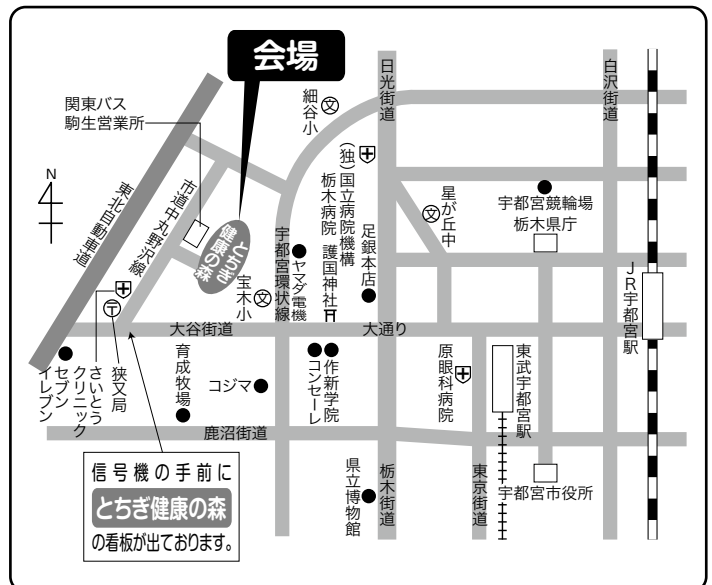 会場
日光街道
白沢街道
関東バス
駒生営業所
細谷小
文
N
東北自動車道
市道中丸野沢線
とちぎ
健康の森
宝木小
文
宇都宮環状線
ヤマダ電機
(独)国立病院機構
栃木病院
護国神社
足銀本店
星が丘中
文
宇都宮競輪場
栃木県庁
JR宇都宮駅
大谷街道
大通り
セブン
イレブン
さいとう
クリニック
狭又局
育成牧場
コジマ
コンセーレ
作新学院
原眼科病院
東武宇都宮駅
鹿沼街道
県立博物館
栃木街道
東京街道
宇都宮市役所
信号機の手前に
とちぎ健康の森
の看板が出ております。